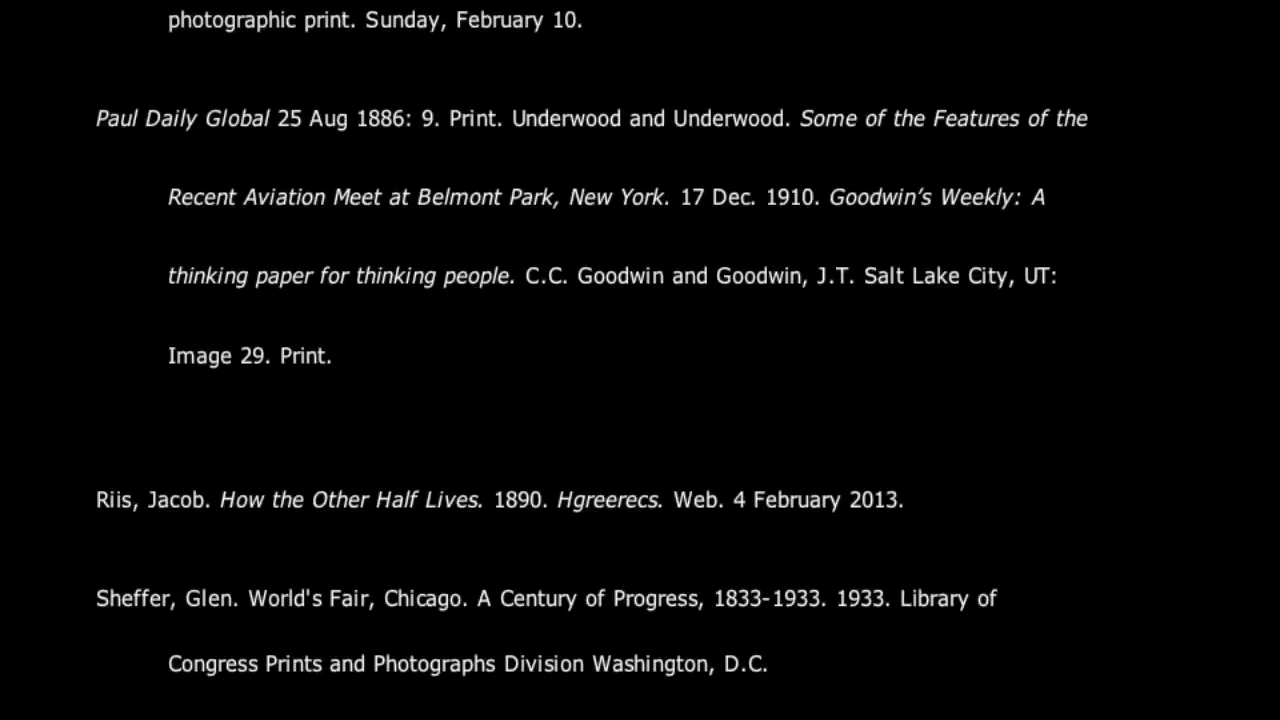 photographic print. Sunday, February 10.
Paul Daily Global 25 Aug 1886: 9. Print. Underwood and Underwood. Some of the Features of the
Recent Aviation Meet at Belmont Park, New York. 17 Dec. 1910. Goodwin’s Weekly: A
thinking paper for thinking people. C.C. Goodwin and Goodwin, J.T. Salt Lake City, UT:
Image 29. Print.
Riis, Jacob. How the Other Half Lives. 1890. Hgreerecs. Web. 4 February 2013.
Sheffer, Glen. World's Fair, Chicago. A Century of Progress, 1833-1933. 1933. Library of
Congress Prints and Photographs Division Washington, D.C.